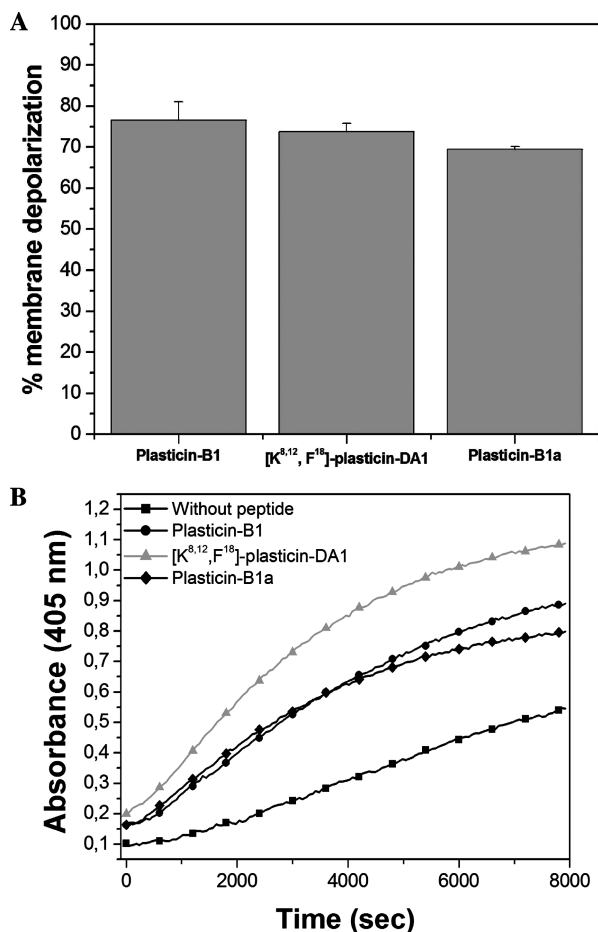 A
% membrane depolarization
100
90
80
70
60
50
40
30
20
10
0
Plasticin-B1
[K⁸,¹², F¹⁸]-plasticin-DA1
Plasticin-B1a
B
Absorbance (405 nm)
1,2
1,1
1,0
0,9
0,8
0,7
0,6
0,5
0,4
0,3
0,2
0,1
Without peptide
Plasticin-B1
[K⁸,¹²,F¹⁸]-plasticin-DA1
Plasticin-B1a
0
2000
4000
6000
8000
Time (sec)